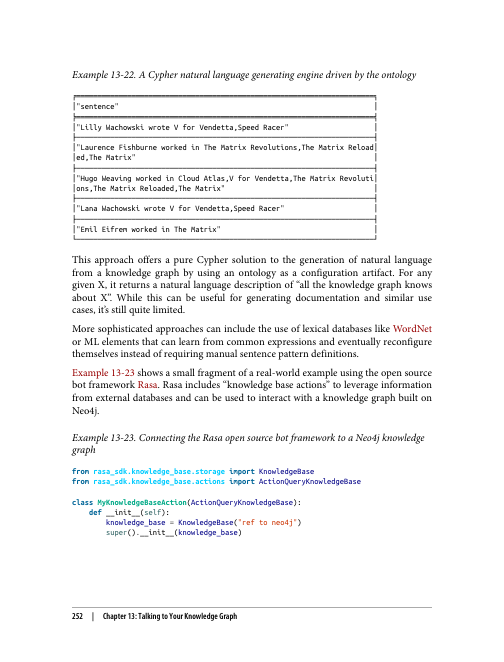 Example 13-22. A Cypher natural language generating engine driven by the ontology
"sentence"
"Lilly Wachowski wrote V for Vendetta,Speed Racer"
"Laurence Fishburne worked in The Matrix Revolutions,The Matrix Reload
ed,The Matrix"
"Hugo Weaving worked in Cloud Atlas,V for Vendetta,The Matrix Revoluti
ons,The Matrix Reloaded,The Matrix"
"Lana Wachowski wrote V for Vendetta,Speed Racer"
"Emil Eifrem worked in The Matrix"
This approach offers a pure Cypher solution to the generation of natural language
from a knowledge graph by using an ontology as a configuration artifact. For any
given X, it returns a natural language description of “all the knowledge graph knows
about X”. While this can be useful for generating documentation and similar use
cases, it’s still quite limited.
More sophisticated approaches can include the use of lexical databases like WordNet
or ML elements that can learn from common expressions and eventually reconfigure
themselves instead of requiring manual sentence pattern definitions.
Example 13-23 shows a small fragment of a real-world example using the open source
bot framework Rasa. Rasa includes “knowledge base actions” to leverage information
from external databases and can be used to interact with a knowledge graph built on
Neo4j.
Example 13-23. Connecting the Rasa open source bot framework to a Neo4j knowledge
graph
from rasa_sdk.knowledge_base.storage import KnowledgeBase
from rasa_sdk.knowledge_base.actions import ActionQueryKnowledgeBase
class MyKnowledgeBaseAction(ActionQueryKnowledgeBase):
def __init__(self):
knowledge_base = KnowledgeBase("ref to neo4j")
super().__init__(knowledge_base)
252 | Chapter 13: Talking to Your Knowledge Graph